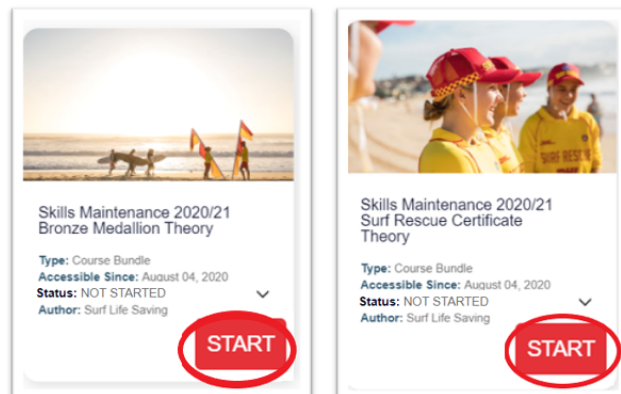 Skills Maintenance 2020/21
Bronze Medallion Theory
Type: Course Bundle
Accessible Since: August 04, 2020
Status: NOT STARTED
Author: Surf Life Saving
START
SURF RESCUE
Skills Maintenance 2020/21
Surf Rescue Certificate
Theory
Type: Course Bundle
Accessible Since: August 04, 2020
Status: NOT STARTED
Author: Surf Life Saving
START